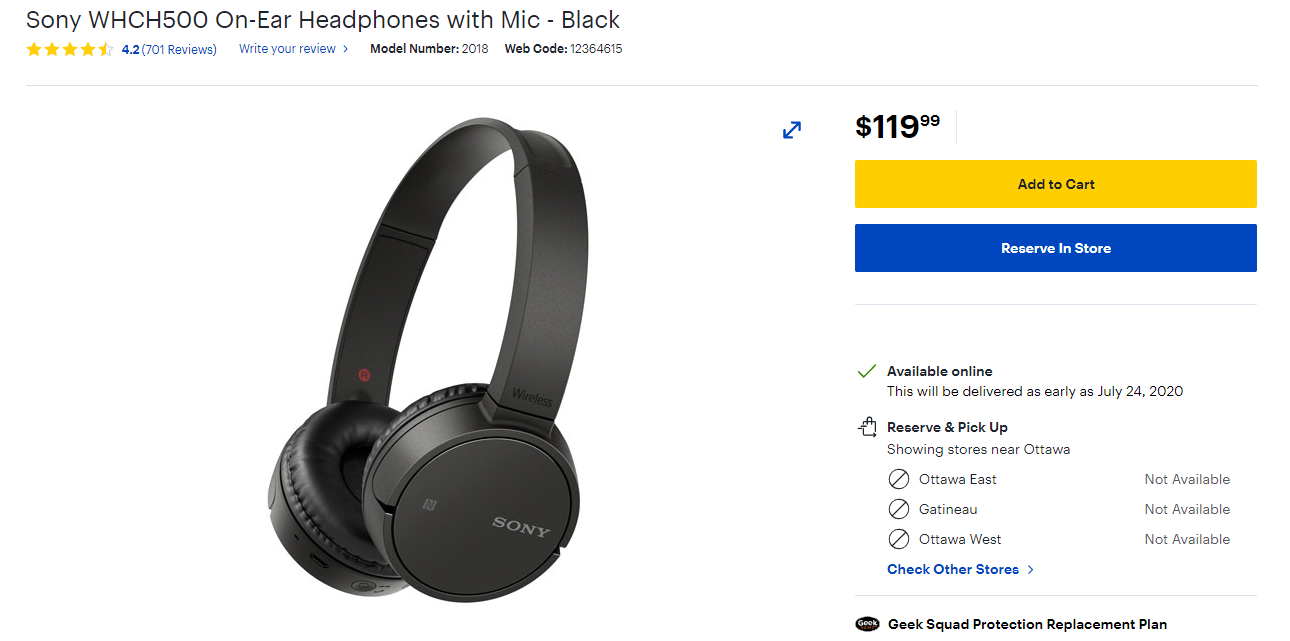 Sony WHCH500 On-Ear Headphones with Mic - Black
4.2 (701 Reviews) Write your review > Model Number: 2018 Web Code: 12364615
$119.99
Add to Cart
Reserve In Store
R
Wireless
N
SONY
Available online
This will be delivered as early as July 24, 2020
Reserve & Pick Up
Showing stores near Ottawa
Ottawa East Not Available
Gatineau Not Available
Ottawa West Not Available
Check Other Stores >
Geek Squad Protection Replacement Plan